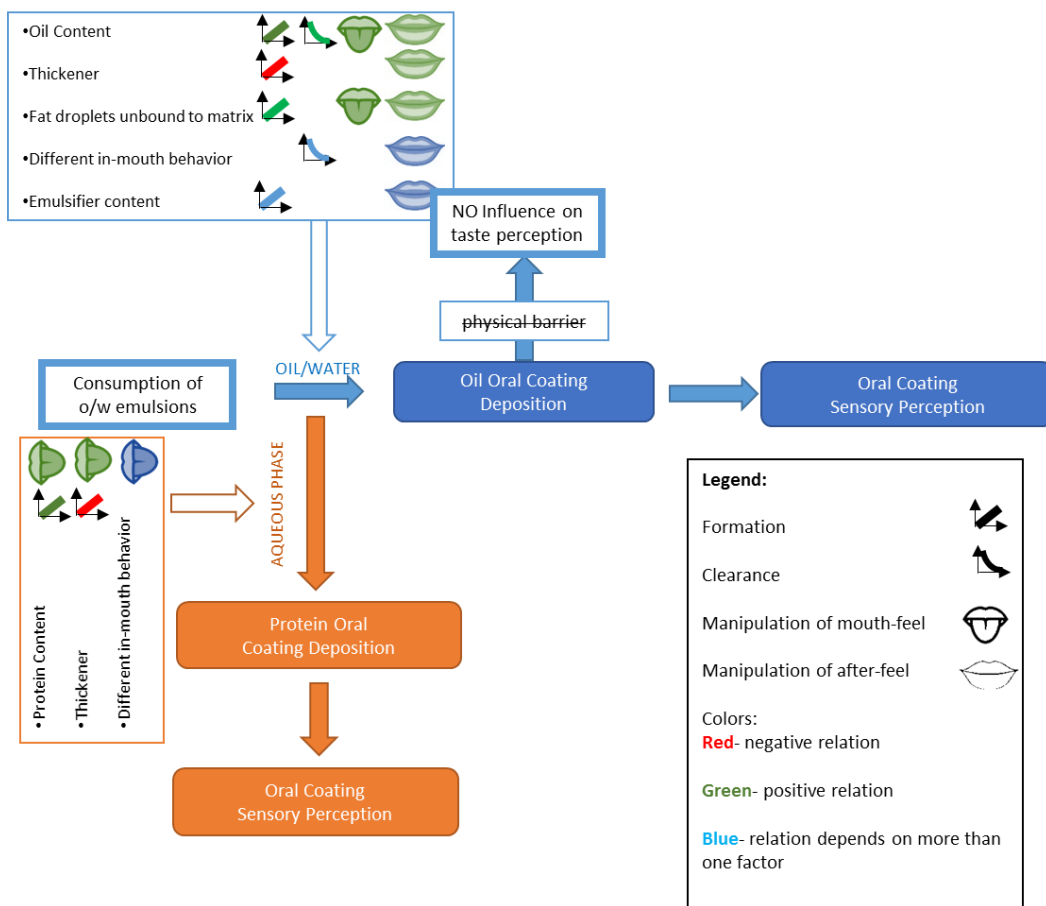 •Oil Content
•Thickener
•Fat droplets unbound to matrix
•Different in-mouth behavior
•Emulsifier content
NO Influence on
taste perception
physical barrier
OIL/WATER
Consumption of
o/w emulsions
Oil Oral Coating
Deposition
Oral Coating
Sensory Perception
AQUEOUS PHASE
•Protein Content
•Thickener
•Different in-mouth behavior
Protein Oral
Coating Deposition
Oral Coating
Sensory Perception
Legend:
Formation
Clearance
Manipulation of mouth-feel
Manipulation of after-feel
Colors:
Red- negative relation
Green- positive relation
Blue- relation depends on more than
one factor